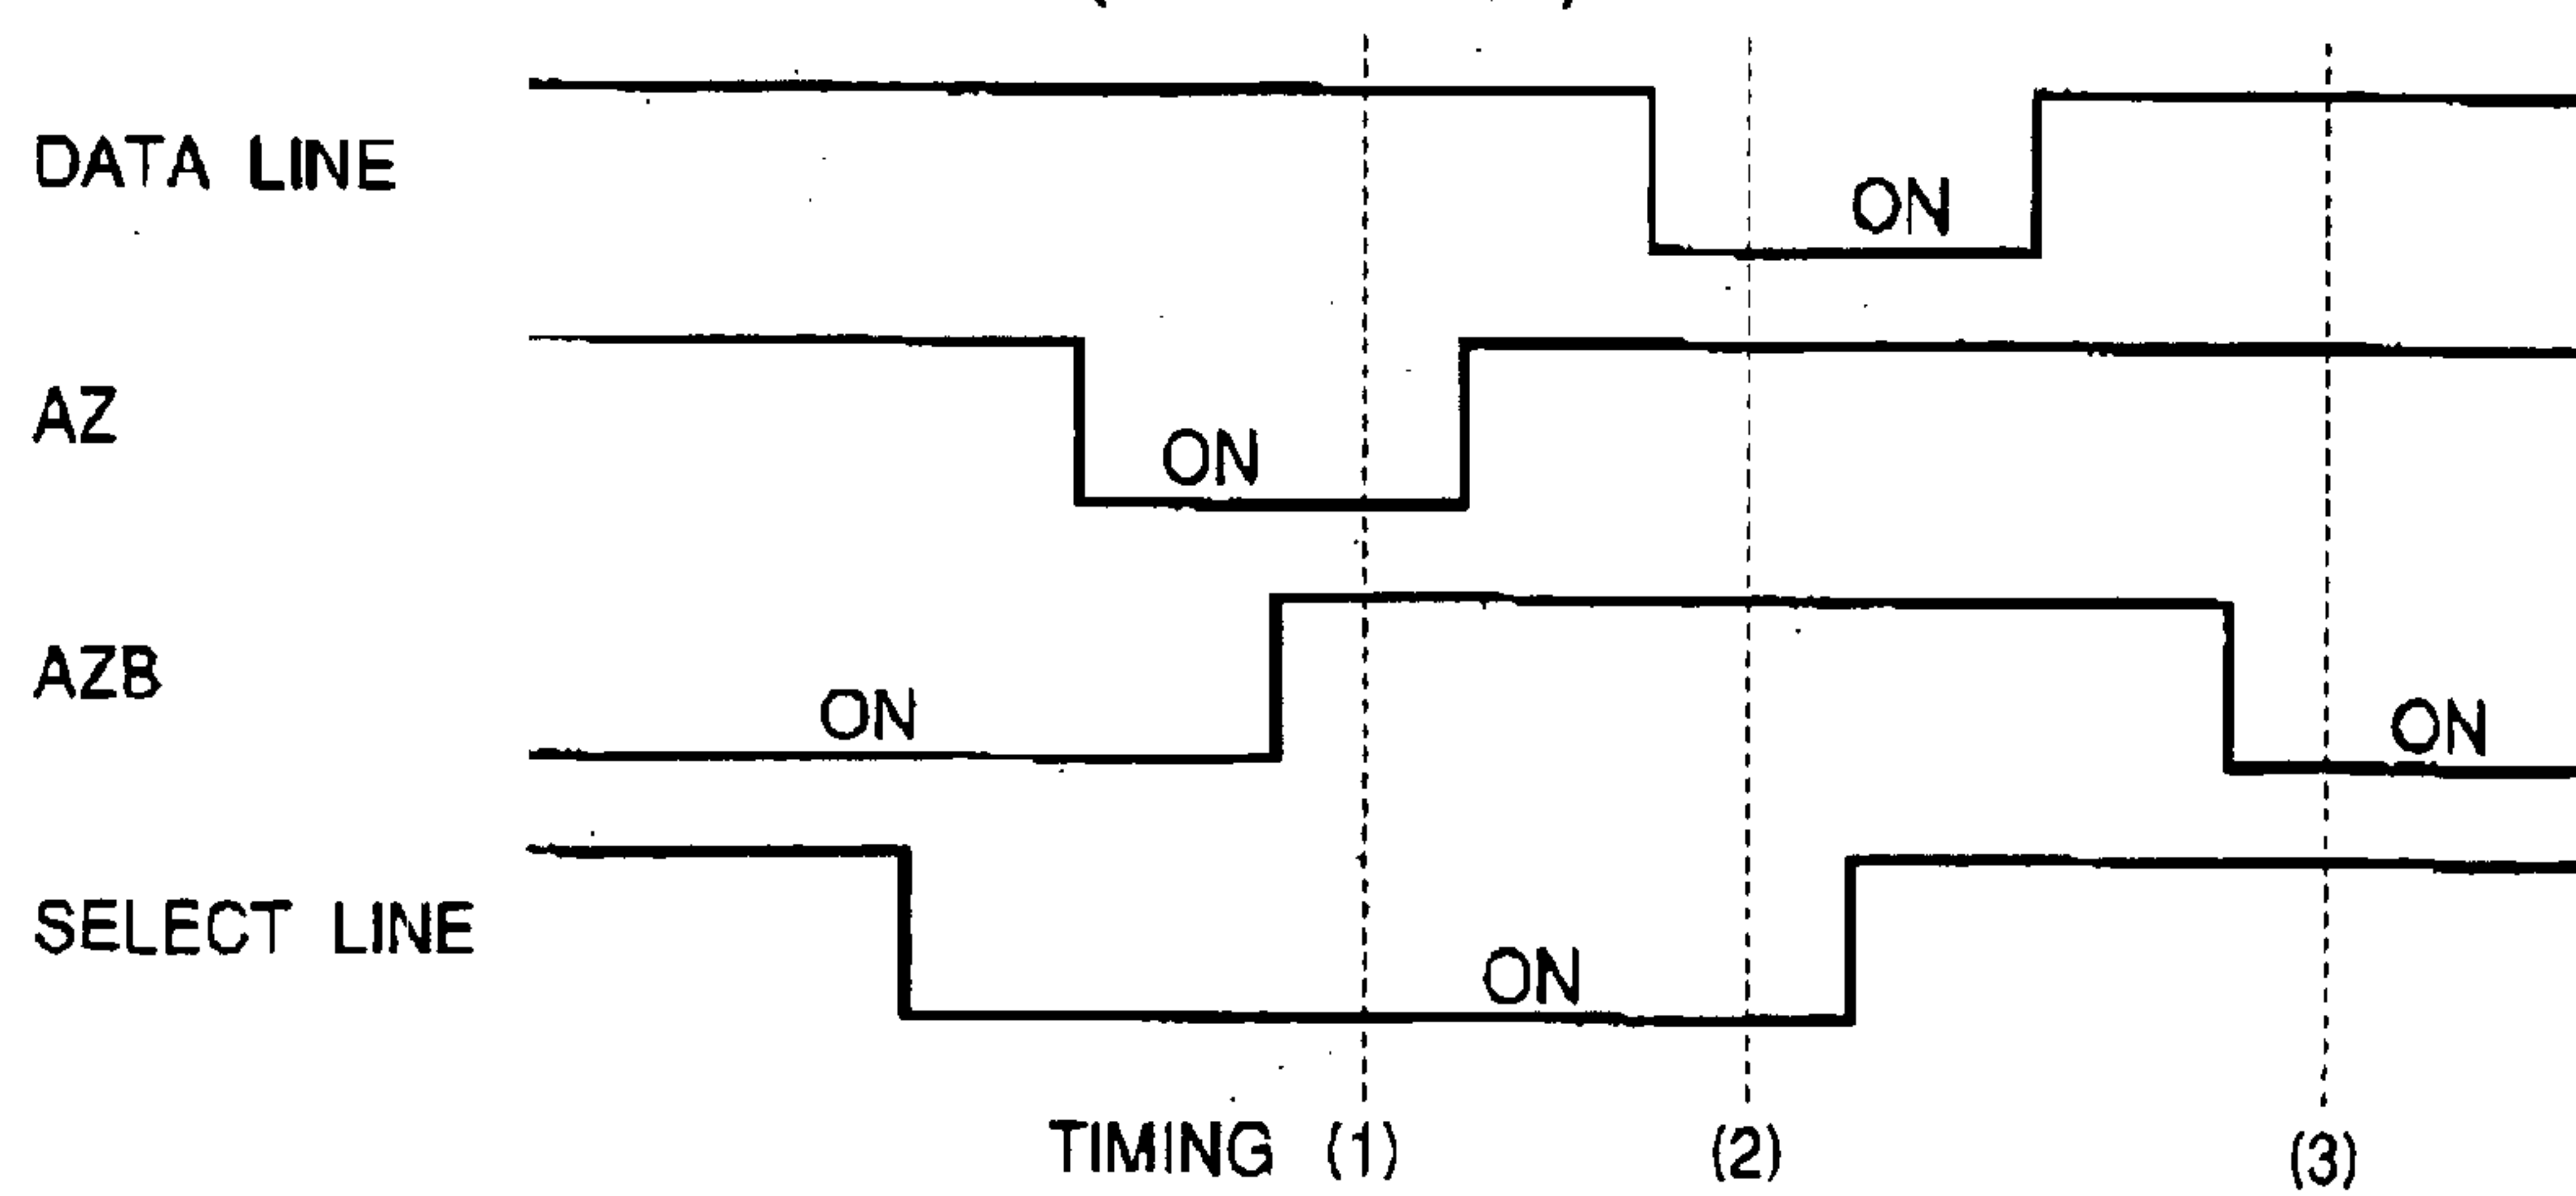 DATA LINE
ON
AZ
ON
AZB
ON
ON
SELECT LINE
ON
TIMING (1) (2) (3)